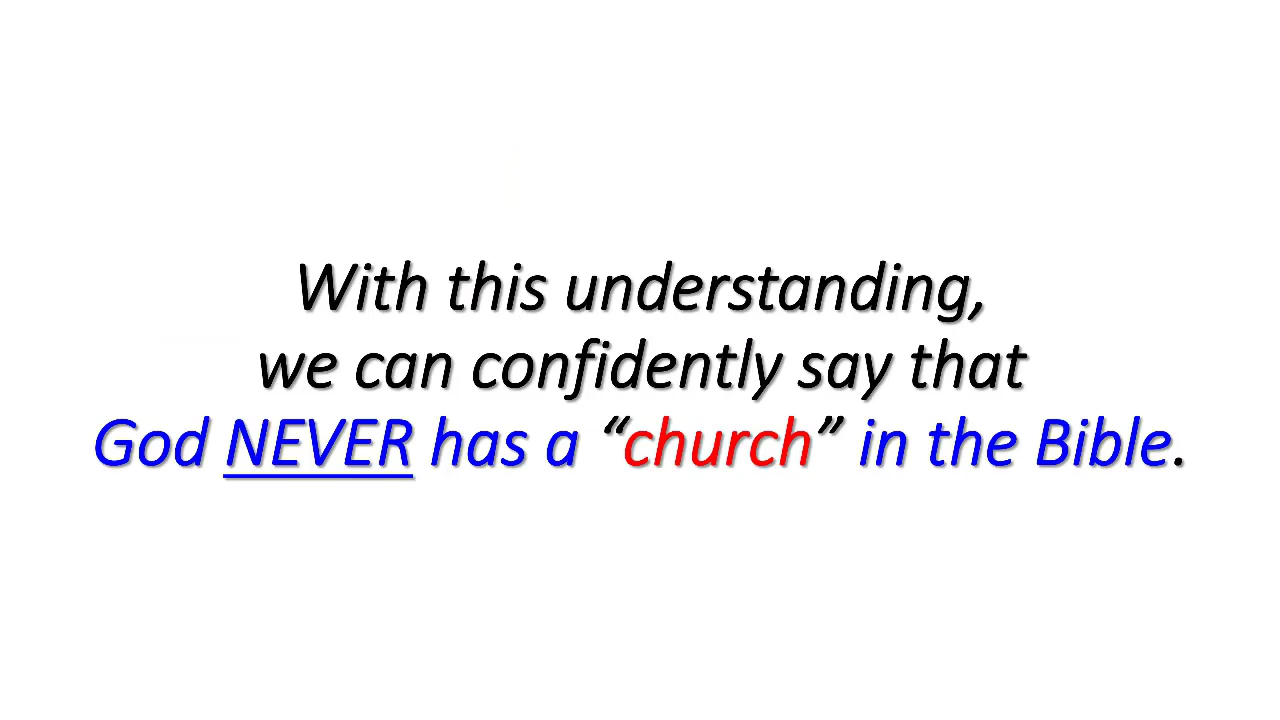 With this understanding,
we can confidently say that
God NEVER has a “church” in the Bible.